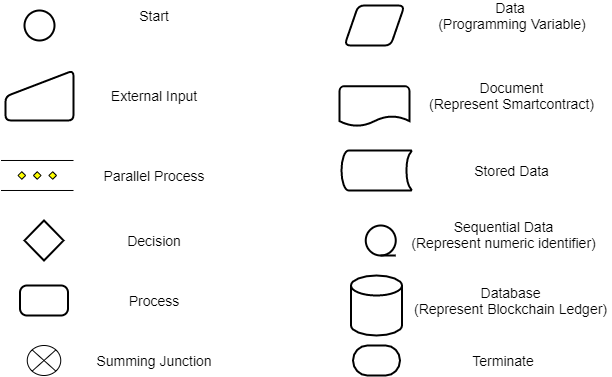 Start
Data
(Programming Variable)
External Input
Document
(Represent Smartcontract)
Parallel Process
Stored Data
Decision
Sequential Data
(Represent numeric identifier)
Process
Database
(Represent Blockchain Ledger)
Summing Junction
Terminate